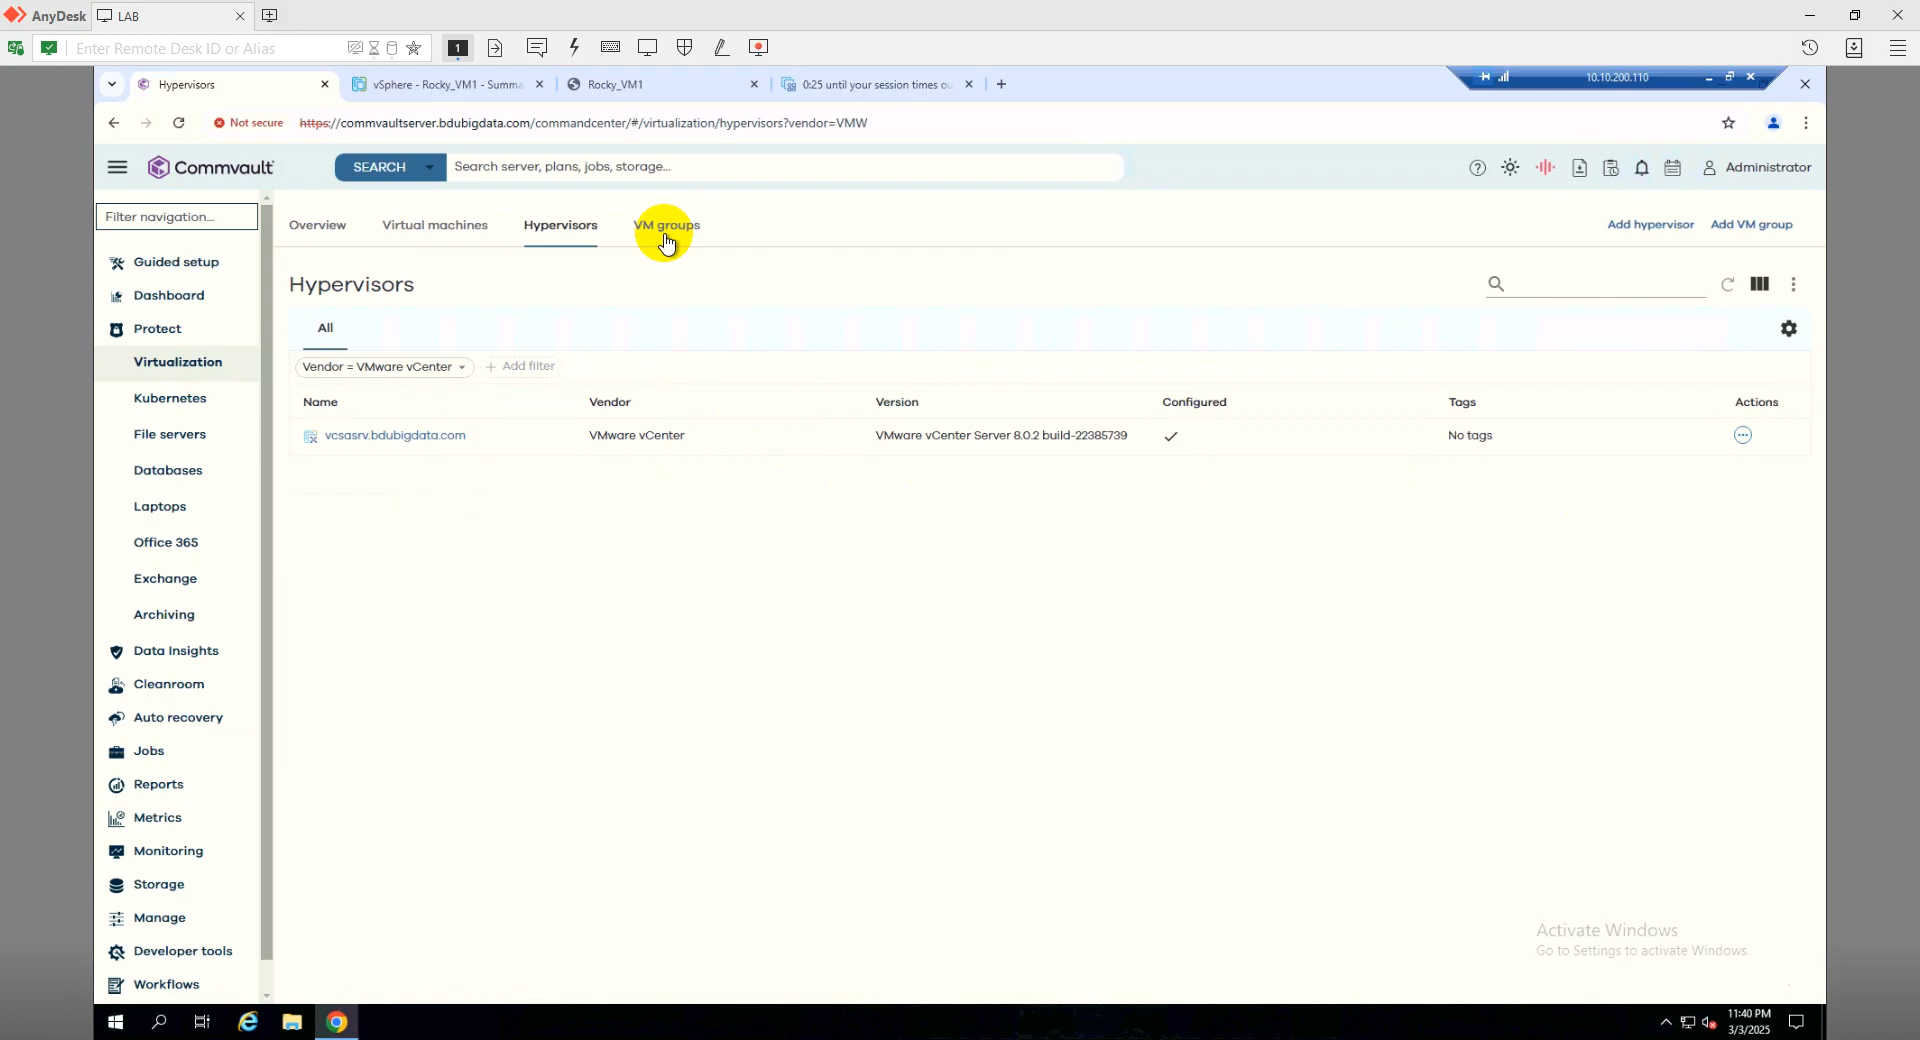 AnyDesk LAB
Enter Remote Desk ID or Alias 1
Hypervisors vSphere - Rocky_VM1 - Summa Rocky_VM1 0:25 until your session times ou 10.10.200.110
Not secure https://commvaultserver.bdubigdata.com/commandcenter/#/virtualization/hypervisors?vendor=VMW
Commvault SEARCH Search server, plans, jobs, storage... Administrator
Filter navigation...
Overview Virtual machines Hypervisors VM groups Add hypervisor Add VM group
Guided setup
Dashboard
Protect
Virtualization
Kubernetes
File servers
Databases
Laptops
Office 365
Exchange
Archiving
Data Insights
Cleanroom
Auto recovery
Jobs
Reports
Metrics
Monitoring
Storage
Manage
Developer tools
Workflows
Hypervisors
All
Vendor = VMware vCenter + Add filter
Name Vendor Version Configured Tags Actions
vcsasrv.bdubigdata.com VMware vCenter VMware vCenter Server 8.0.2 build-22385739 No tags
Activate Windows
Go to Settings to activate Windows.
11:40 PM
3/3/2025